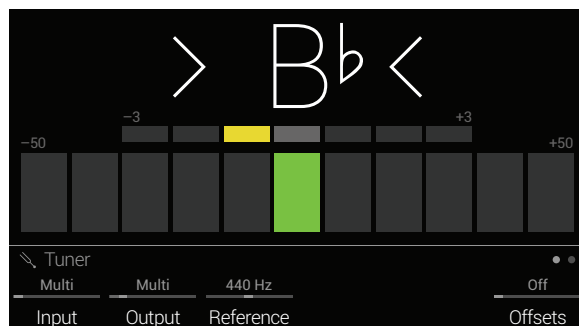 > B♭ <
−3 +3
−50 +50
Tuner
Multi Multi 440 Hz Off
Input Output Reference Offsets